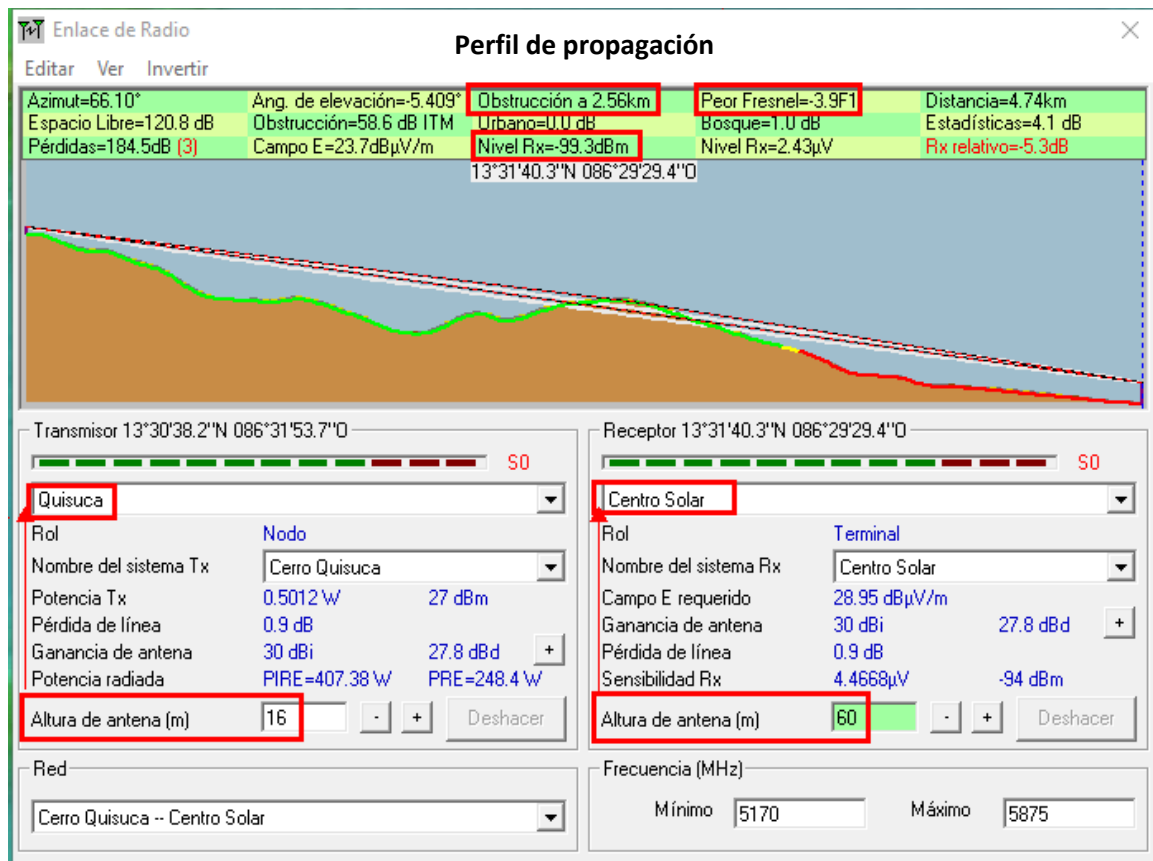 Enlace de Radio
Perfil de propagación
Editar Ver Invertir
Azimut=66.10° Ang. de elevación=-5.409° Obstrucción a 2.56km Peor Fresnel=-3.9F1 Distancia=4.74km
Espacio Libre=120.8 dB Obstrucción=58.6 dB ITM Urbano=0.0 dB Bosque=1.0 dB Estadísticas=4.1 dB
Pérdidas=184.5dB (3) Campo E=23.7dBµV/m Nivel Rx=-99.3dBm Nivel Rx=2.43µV Rx relativo=-5.3dB
13°31'40.3"N 086°29'29.4"O
Transmisor 13°30'38.2"N 086°31'53.7"O
S0
Quisuca
Rol Nodo
Nombre del sistema Tx Cerro Quisuca
Potencia Tx 0.5012 W 27 dBm
Pérdida de línea 0.9 dB
Ganancia de antena 30 dBi 27.8 dBd +
Potencia radiada PIRE=407.38 W PRE=248.4 W
Altura de antena (m) 16 - + Deshacer
Red
Cerro Quisuca -- Centro Solar
Receptor 13°31'40.3"N 086°29'29.4"O
S0
Centro Solar
Rol Terminal
Nombre del sistema Rx Centro Solar
Campo E requerido 28.95 dBµV/m
Ganancia de antena 30 dBi 27.8 dBd +
Pérdida de línea 0.9 dB
Sensibilidad Rx 4.4668µV -94 dBm
Altura de antena (m) 60 - + Deshacer
Frecuencia (MHz)
Mínimo 5170 Máximo 5875